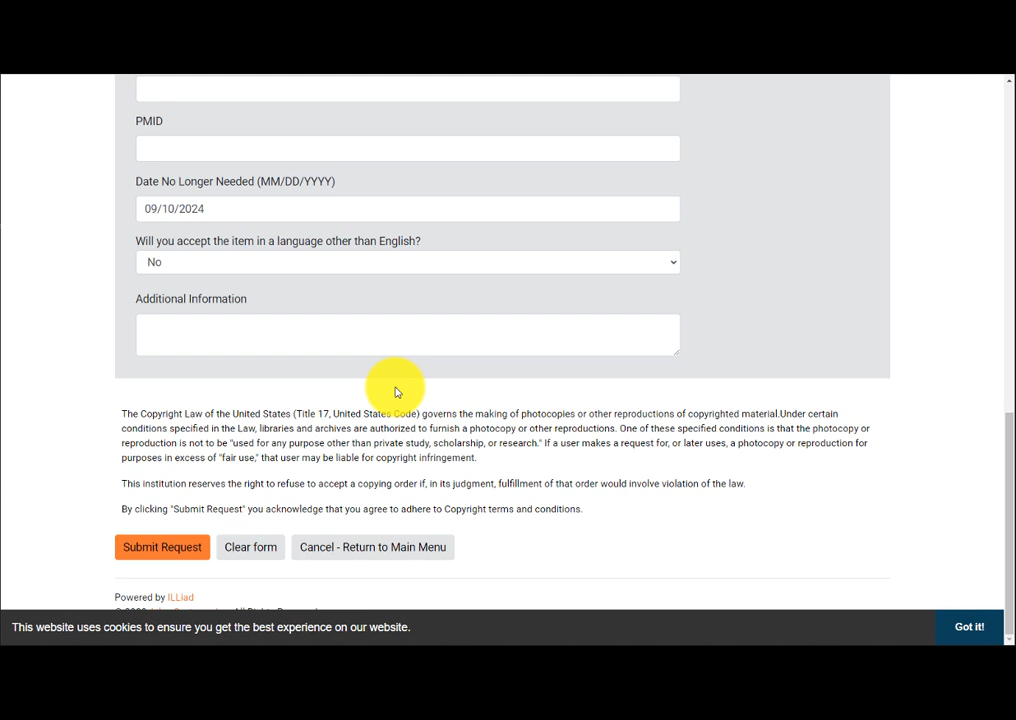 PMID
Date No Longer Needed (MM/DD/YYYY)
09/10/2024
Will you accept the item in a language other than English?
No
Additional Information
The Copyright Law of the United States (Title 17, United States Code) governs the making of photocopies or other reproductions of copyrighted material.Under certain
conditions specified in the Law, libraries and archives are authorized to furnish a photocopy or other reproductions. One of these specified conditions is that the photocopy or
reproduction is not to be "used for any purpose other than private study, scholarship, or research." If a user makes a request for, or later uses, a photocopy or reproduction for
purposes in excess of "fair use," that user may be liable for copyright infringement.
This institution reserves the right to refuse to accept a copying order if, in its judgment, fulfillment of that order would involve violation of the law.
By clicking "Submit Request" you acknowledge that you agree to adhere to Copyright terms and conditions.
Submit Request Clear form Cancel - Return to Main Menu
Powered by ILLiad
This website uses cookies to ensure you get the best experience on our website. Got it!